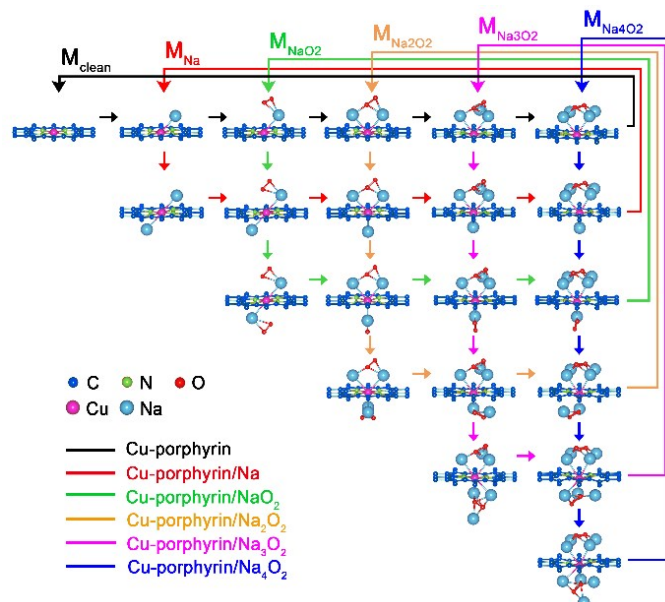 M_clean
M_Na
M_NaO2
M_Na2O2
M_Na3O2
M_Na4O2
C N O
Cu Na
Cu-porphyrin
Cu-porphyrin/Na
Cu-porphyrin/NaO₂
Cu-porphyrin/Na₂O₂
Cu-porphyrin/Na₃O₂
Cu-porphyrin/Na₄O₂